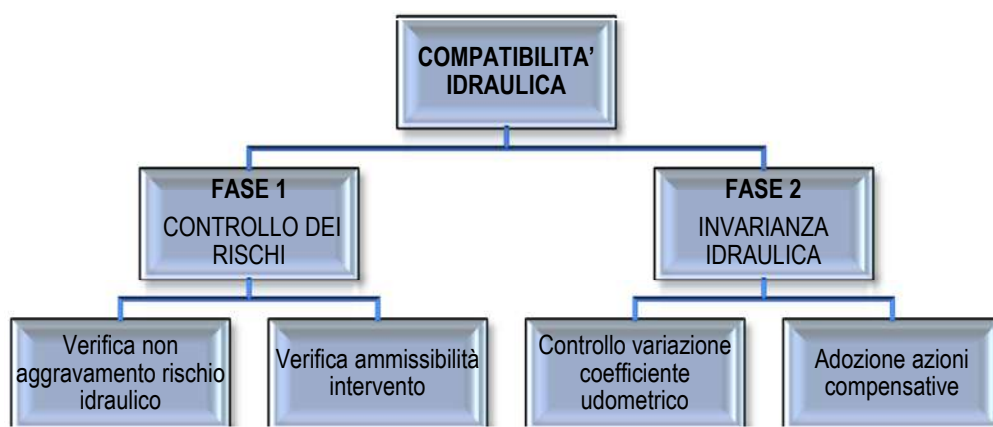 COMPATIBILITA’
IDRAULICA
FASE 1
CONTROLLO DEI
RISCHI
FASE 2
INVARIANZA
IDRAULICA
Verifica non
aggravamento rischio
idraulico
Verifica ammissibilità
intervento
Controllo variazione
coefficiente
udometrico
Adozione azioni
compensative